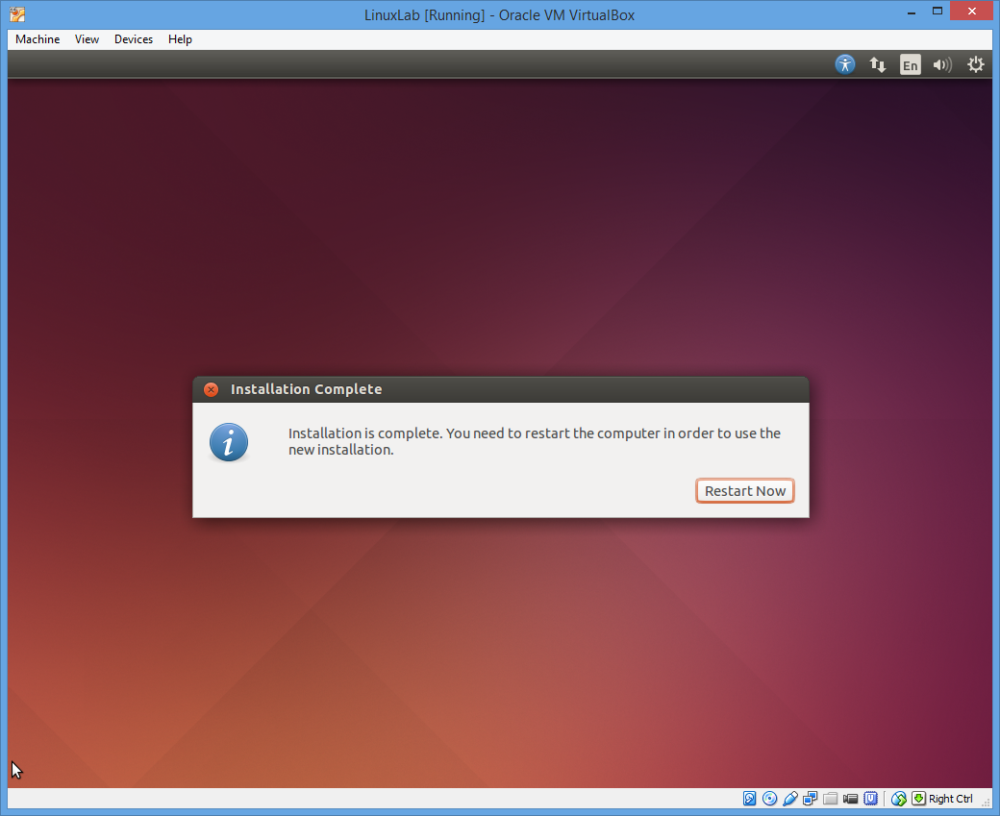 LinuxLab [Running] - Oracle VM VirtualBox
Machine View Devices Help
En
Installation Complete
Installation is complete. You need to restart the computer in order to use the
new installation.
Restart Now
Right Ctrl